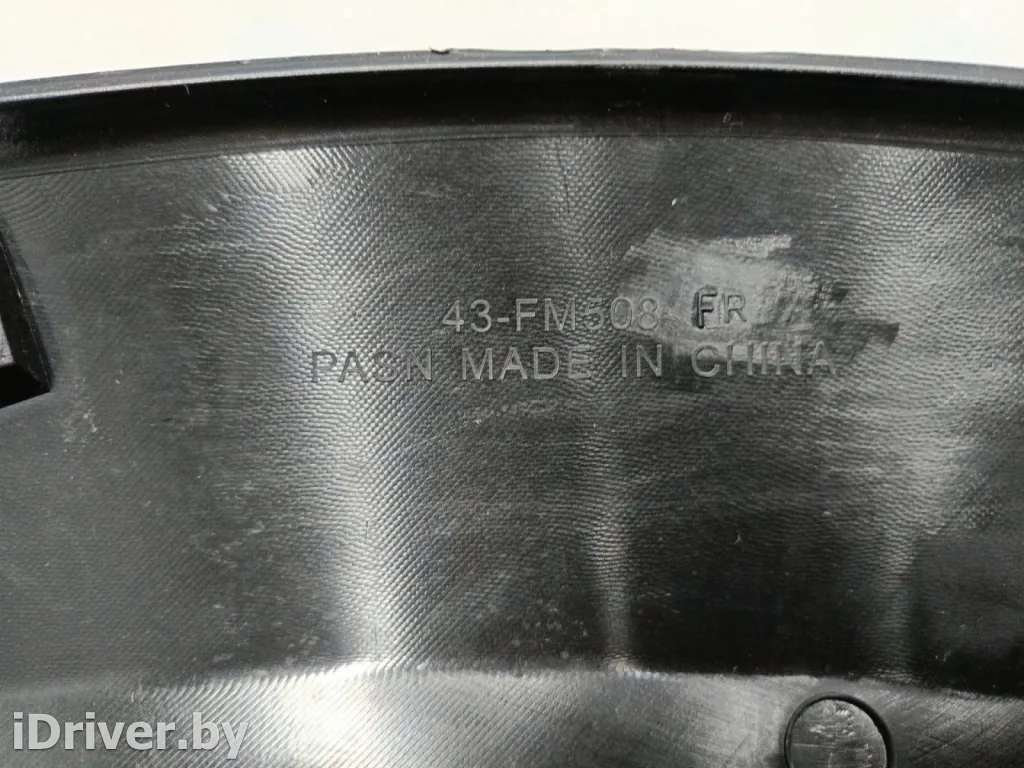 43-FM508 FR
PASN MADE IN CHINA
iDriver.by